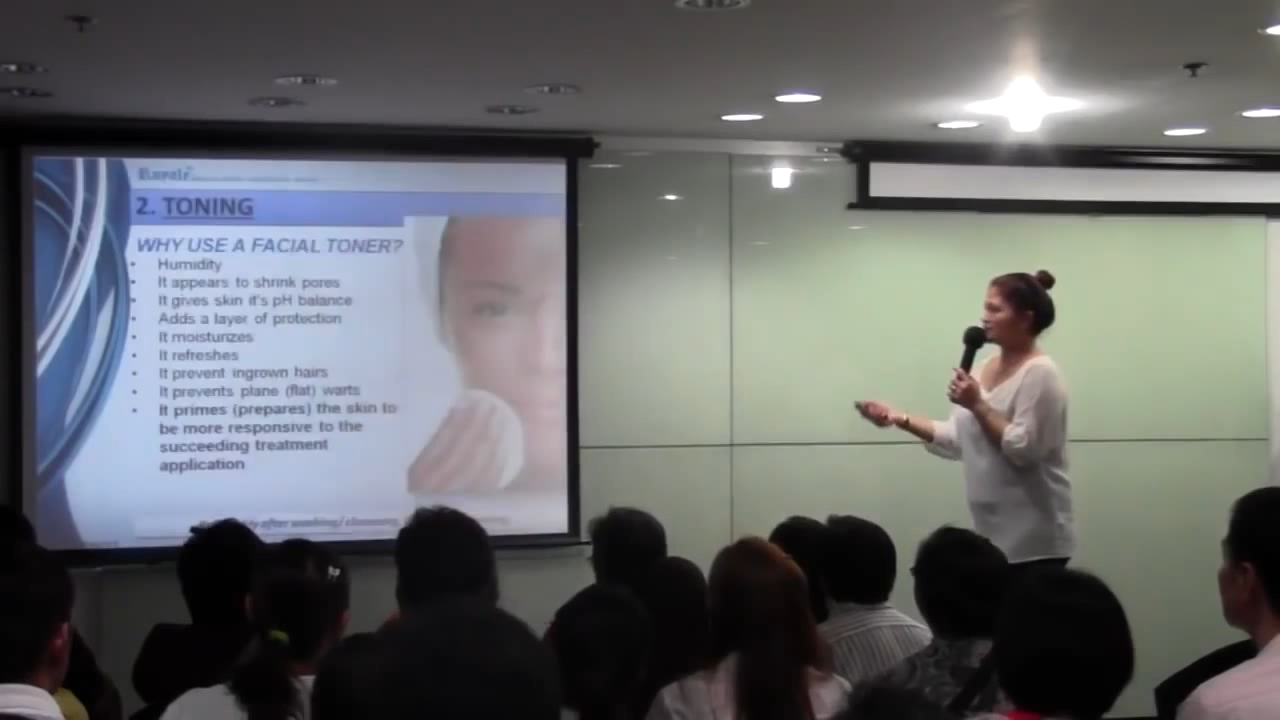 2. TONING
WHY USE A FACIAL TONER?
• Humidity
• It appears to shrink pores
• It gives skin it's pH balance
• Adds a layer of protection
• It moisturizes
• It refreshes
• It prevent ingrown hairs
• It prevents plane (flat) warts
• It primes (prepares) the skin to
be more responsive to the
succeeding treatment
application
after washing/